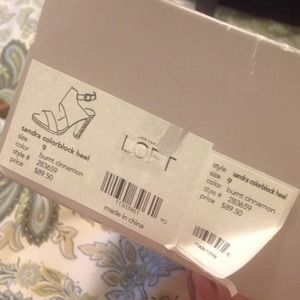 sandra colorblock heel
size 9
color burnt cinnamon
style # 283659
price $89.50
LOFT
made in china
style sandra colorblock heel
size 9
color burnt cinnamon
style # 283659
price $89.50